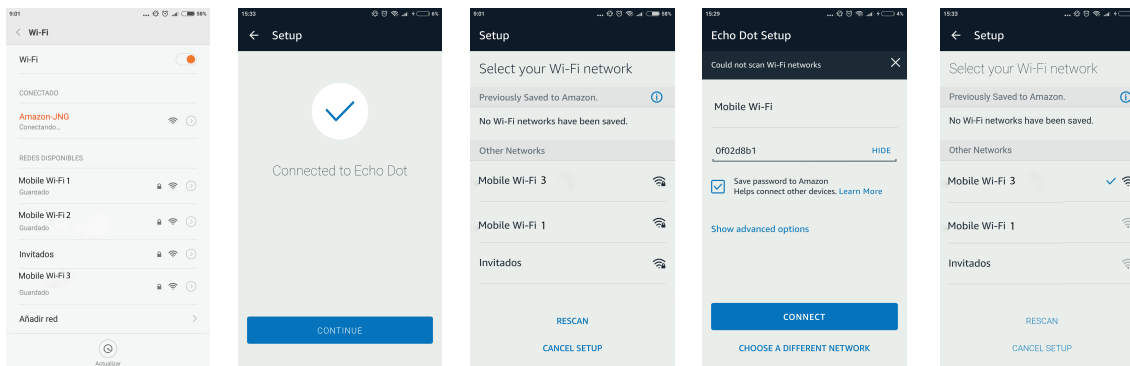 9:01
... 58%
Wi-Fi
Wi-Fi
CONECTADO
Amazon-JNG
Conectando...
REDES DISPONIBLES
Mobile Wi-Fi 1
Guardado
Mobile Wi-Fi 2
Guardado
Invitados
Mobile Wi-Fi 3
Guardado
Añadir red
Actualizar
15:33
6%
Setup
Connected to Echo Dot
CONTINUE
9:01
... 58%
Setup
Select your Wi-Fi network
Previously Saved to Amazon.
No Wi-Fi networks have been saved.
Other Networks
Mobile Wi-Fi 3
Mobile Wi-Fi 1
Invitados
RESCAN
CANCEL SETUP
15:29
... 4%
Echo Dot Setup
Could not scan Wi-Fi networks
Mobile Wi-Fi
0f02d8b1
HIDE
Save password to Amazon
Helps connect other devices. Learn More
Show advanced options
CONNECT
CHOOSE A DIFFERENT NETWORK
15:33
...
Setup
Select your Wi-Fi network
Previously Saved to Amazon.
No Wi-Fi networks have been saved.
Other Networks
Mobile Wi-Fi 3
Mobile Wi-Fi 1
Invitados
RESCAN
CANCEL SETUP